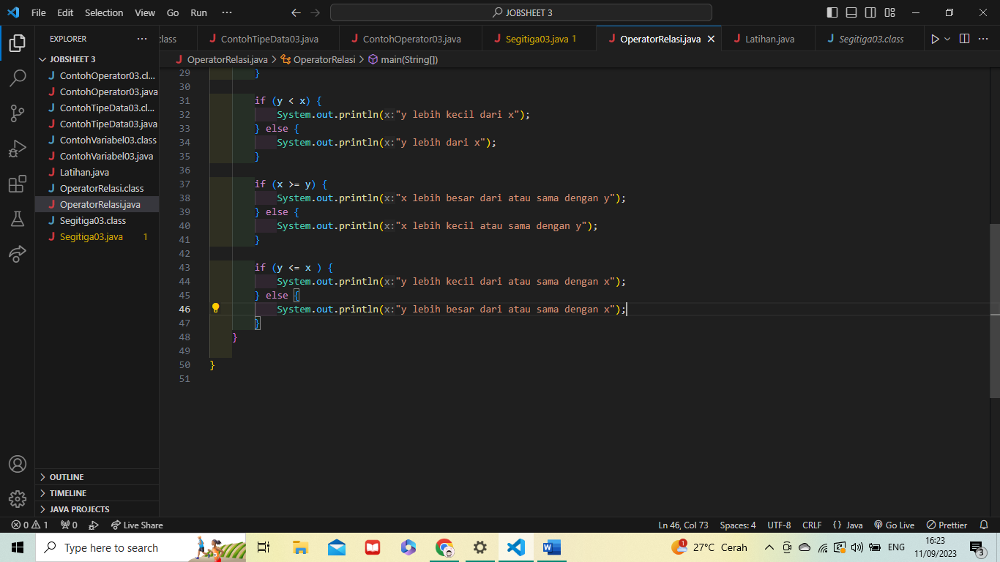 File Edit Selection View Go Run ··· JOBSHEET 3
EXPLORER ···
class ContohTipeData03.java ContohOperator03.java Segitiga03.java 1 OperatorRelasi.java Latihan.java Segitiga03.class ···
OperatorRelasi.java > OperatorRelasi > main(String[])
JOBSHEET 3
ContohOperator03.cl...
ContohOperator03.java
ContohTipeData03.cl...
ContohTipeData03.java
ContohVariabel03.class
ContohVariabel03.java
Latihan.java
OperatorRelasi.class
OperatorRelasi.java
Segitiga03.class
Segitiga03.java 1
OUTLINE
TIMELINE
JAVA PROJECTS
29 }
30
31 if (y < x) {
32 System.out.println(x:"y lebih kecil dari x");
33 } else {
34 System.out.println(x:"y lebih dari x");
35 }
36
37 if (x >= y) {
38 System.out.println(x:"x lebih besar dari atau sama dengan y");
39 } else {
40 System.out.println(x:"x lebih kecil atau sama dengan y");
41 }
42
43 if (y <= x ) {
44 System.out.println(x:"y lebih kecil dari atau sama dengan x");
45 } else {
46 System.out.println(x:"y lebih besar dari atau sama dengan x");
47 }
48 }
49
50 }
51
0 1 0 Live Share Ln 46, Col 73 Spaces: 4 UTF-8 CRLF {} Java Go Live Prettier
Type here to search 1 27°C Cerah ENG 16:23 3
11/09/2023